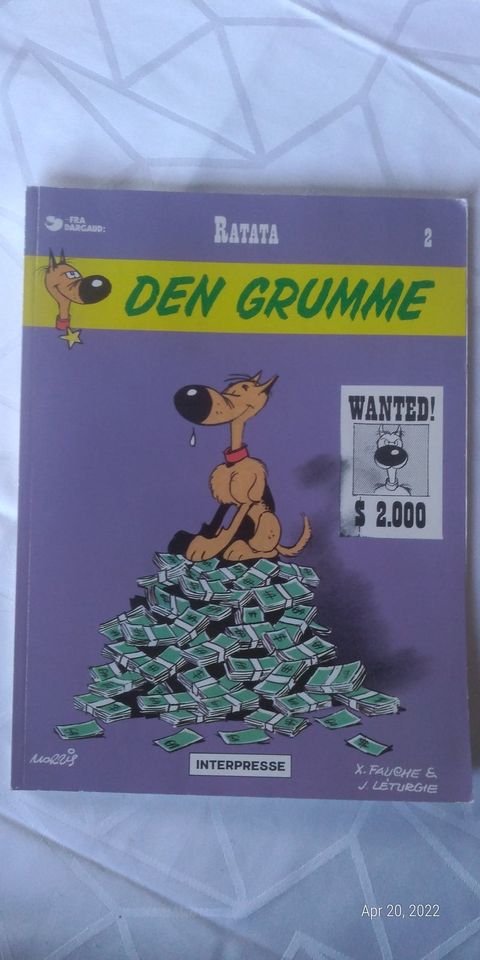 -FRA
DARGAUD:
RATATA
2
DEN GRUMME
WANTED!
$ 2.000
MORRIS
INTERPRESSE
X. FAUCHE &
J. LÉTURGIE
Apr 20, 2022